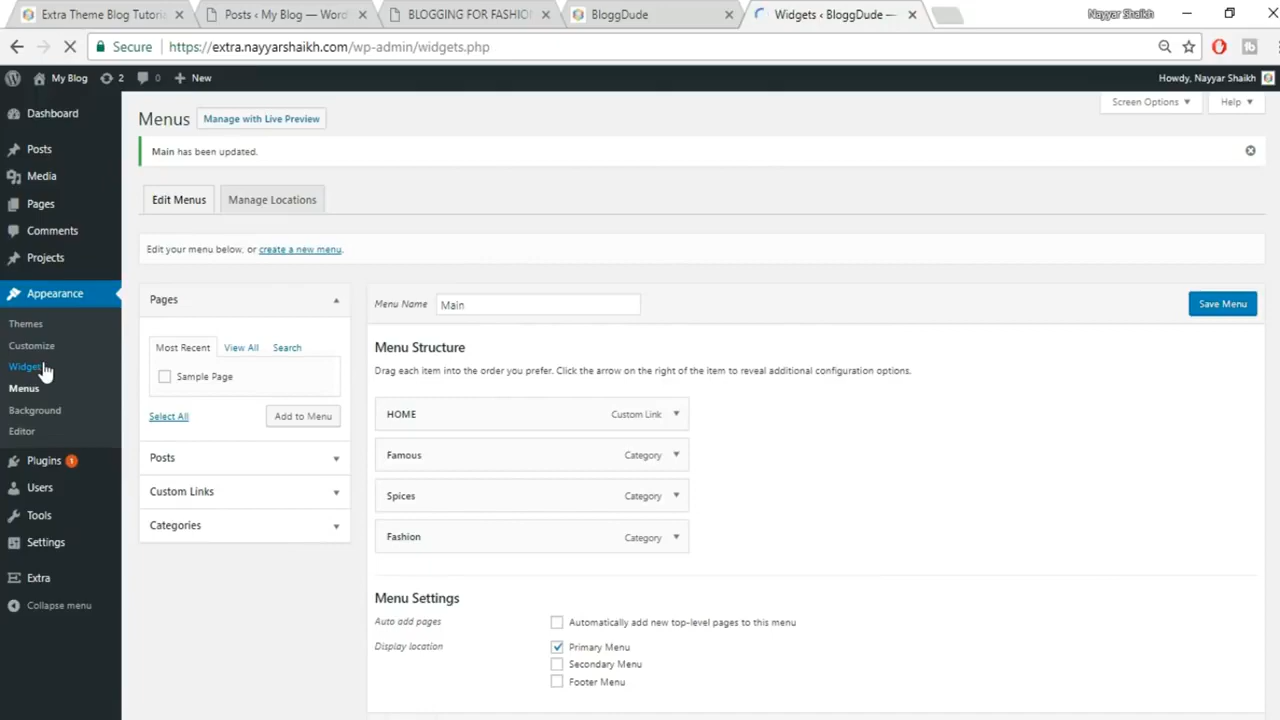 Extra Theme Blog Tutori
Posts ‹ My Blog — Word
BLOGGING FOR FASHIO
BloggDude
Widgets ‹ BloggDude —
Nayyar Shaikh
Secure
https://extra.nayyarshaikh.com/wp-admin/widgets.php
My Blog
2
0
New
Howdy, Nayyar Shaikh
Dashboard
Posts
Media
Pages
Comments
Projects
Appearance
Themes
Customize
Widget
Menus
Background
Editor
Plugins 1
Users
Tools
Settings
Extra
Collapse menu
Menus
Manage with Live Preview
Screen Options
Help
Main has been updated.
Edit Menus
Manage Locations
Edit your menu below, or create a new menu.
Pages
Most Recent
View All
Search
Sample Page
Select All
Add to Menu
Posts
Custom Links
Categories
Menu Name
Main
Save Menu
Menu Structure
Drag each item into the order you prefer. Click the arrow on the right of the item to reveal additional configuration options.
HOME
Custom Link
Famous
Category
Spices
Category
Fashion
Category
Menu Settings
Auto add pages
Automatically add new top-level pages to this menu
Display location
Primary Menu
Secondary Menu
Footer Menu